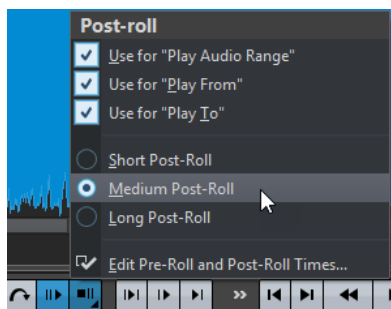 Post-roll
Use for "Play Audio Range"
Use for "Play From"
Use for "Play To"
Short Post-Roll
Medium Post-Roll
Long Post-Roll
Edit Pre-Roll and Post-Roll Times...